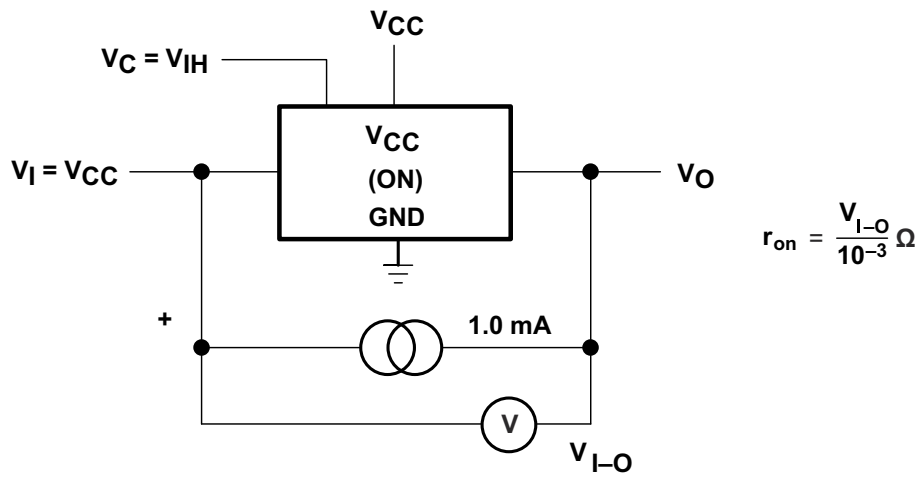 VCC
VC = VIH
VI = VCC
VCC
(ON)
GND
VO
ron = VI–O / 10–3 Ω
+
1.0 mA
V
VI–O